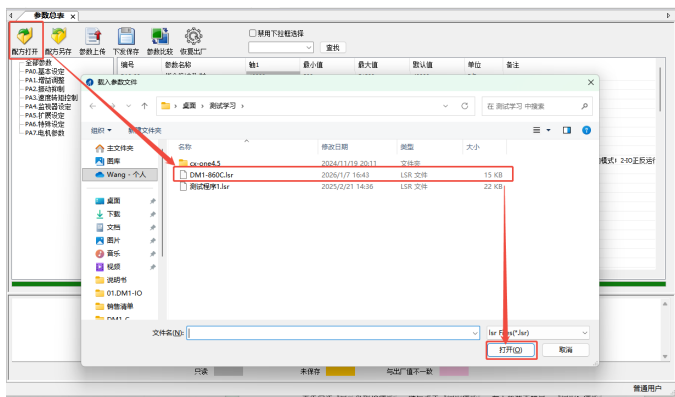 参数总表 x
配方打开 配方另存 参数上传 下发保存 参数比较 恢复出厂
禁用下拉框选择
查找
全部参数
PA0.基本设定
PA1.增益调整
PA2.振动抑制
PA3.速度转矩控制
PA4.监视器设定
PA5.扩展设定
PA6.特殊设定
PA7.电机参数
编号 参数名称 轴1 最小值 最大值 默认值 单位 备注
载入参数文件
桌面 › 测试学习 ›
在 测试学习 中搜索
组织 新建文件夹
名称 修改日期 类型 大小
主文件夹
图库
Wang - 个人
桌面
下载
文档
图片
音乐
视频
说明书
01.DM1-IO
销售清单
DM1-C
cx-one4.5 2024/11/19 20:11 文件夹
DM1-860C.lsr 2026/1/7 16:43 LSR 文件 15 KB
测试程序1.lsr 2025/2/21 14:36 LSR 文件 22 KB
模式! 2-IO正反运行
文件名(N):
lsr Files(*.lsr)
打开(O) 取消
只读 未保存 与出厂值不一致
普通用户